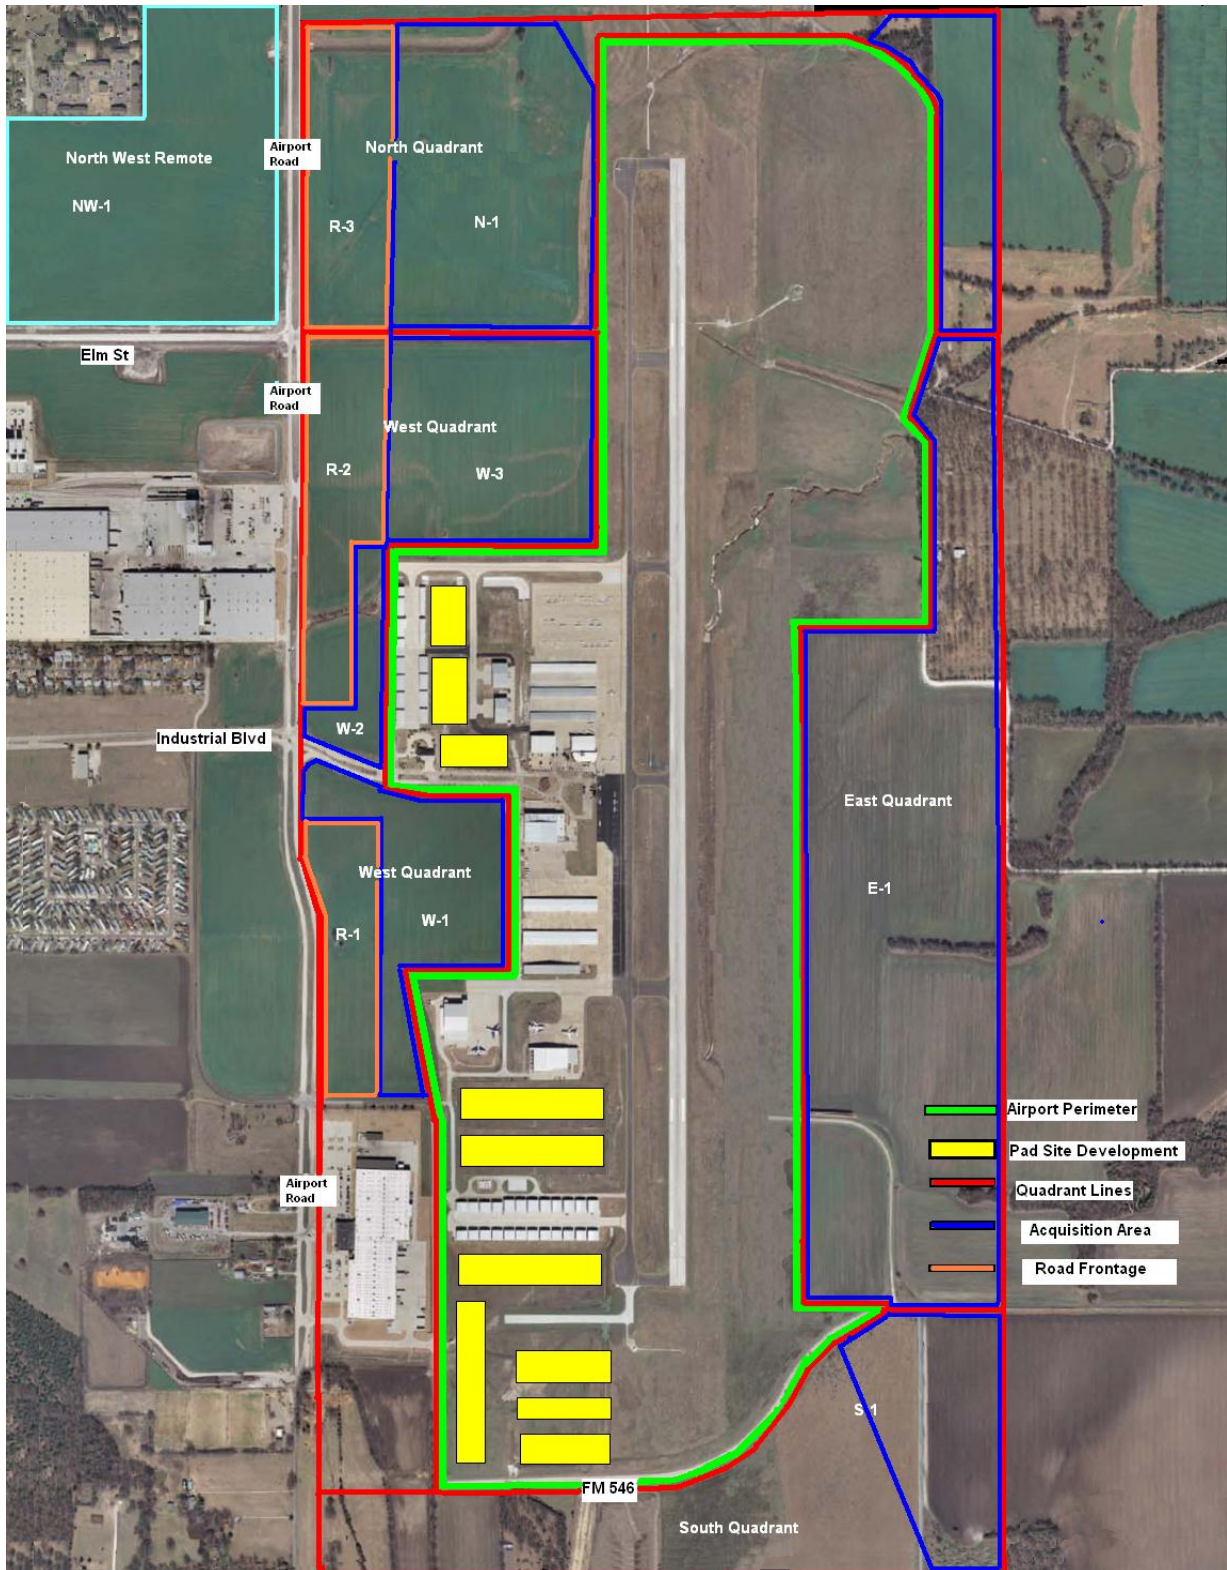 North West Remote
NW-1
Airport
Road
North Quadrant
R-3
N-1
Elm St
Airport
Road
West Quadrant
R-2
W-3
W-2
Industrial Blvd
East Quadrant
West Quadrant
E-1
W-1
R-1
Airport Perimeter
Pad Site Development
Airport
Road
Quadrant Lines
Acquisition Area
Road Frontage
S-1
FM 546
South Quadrant